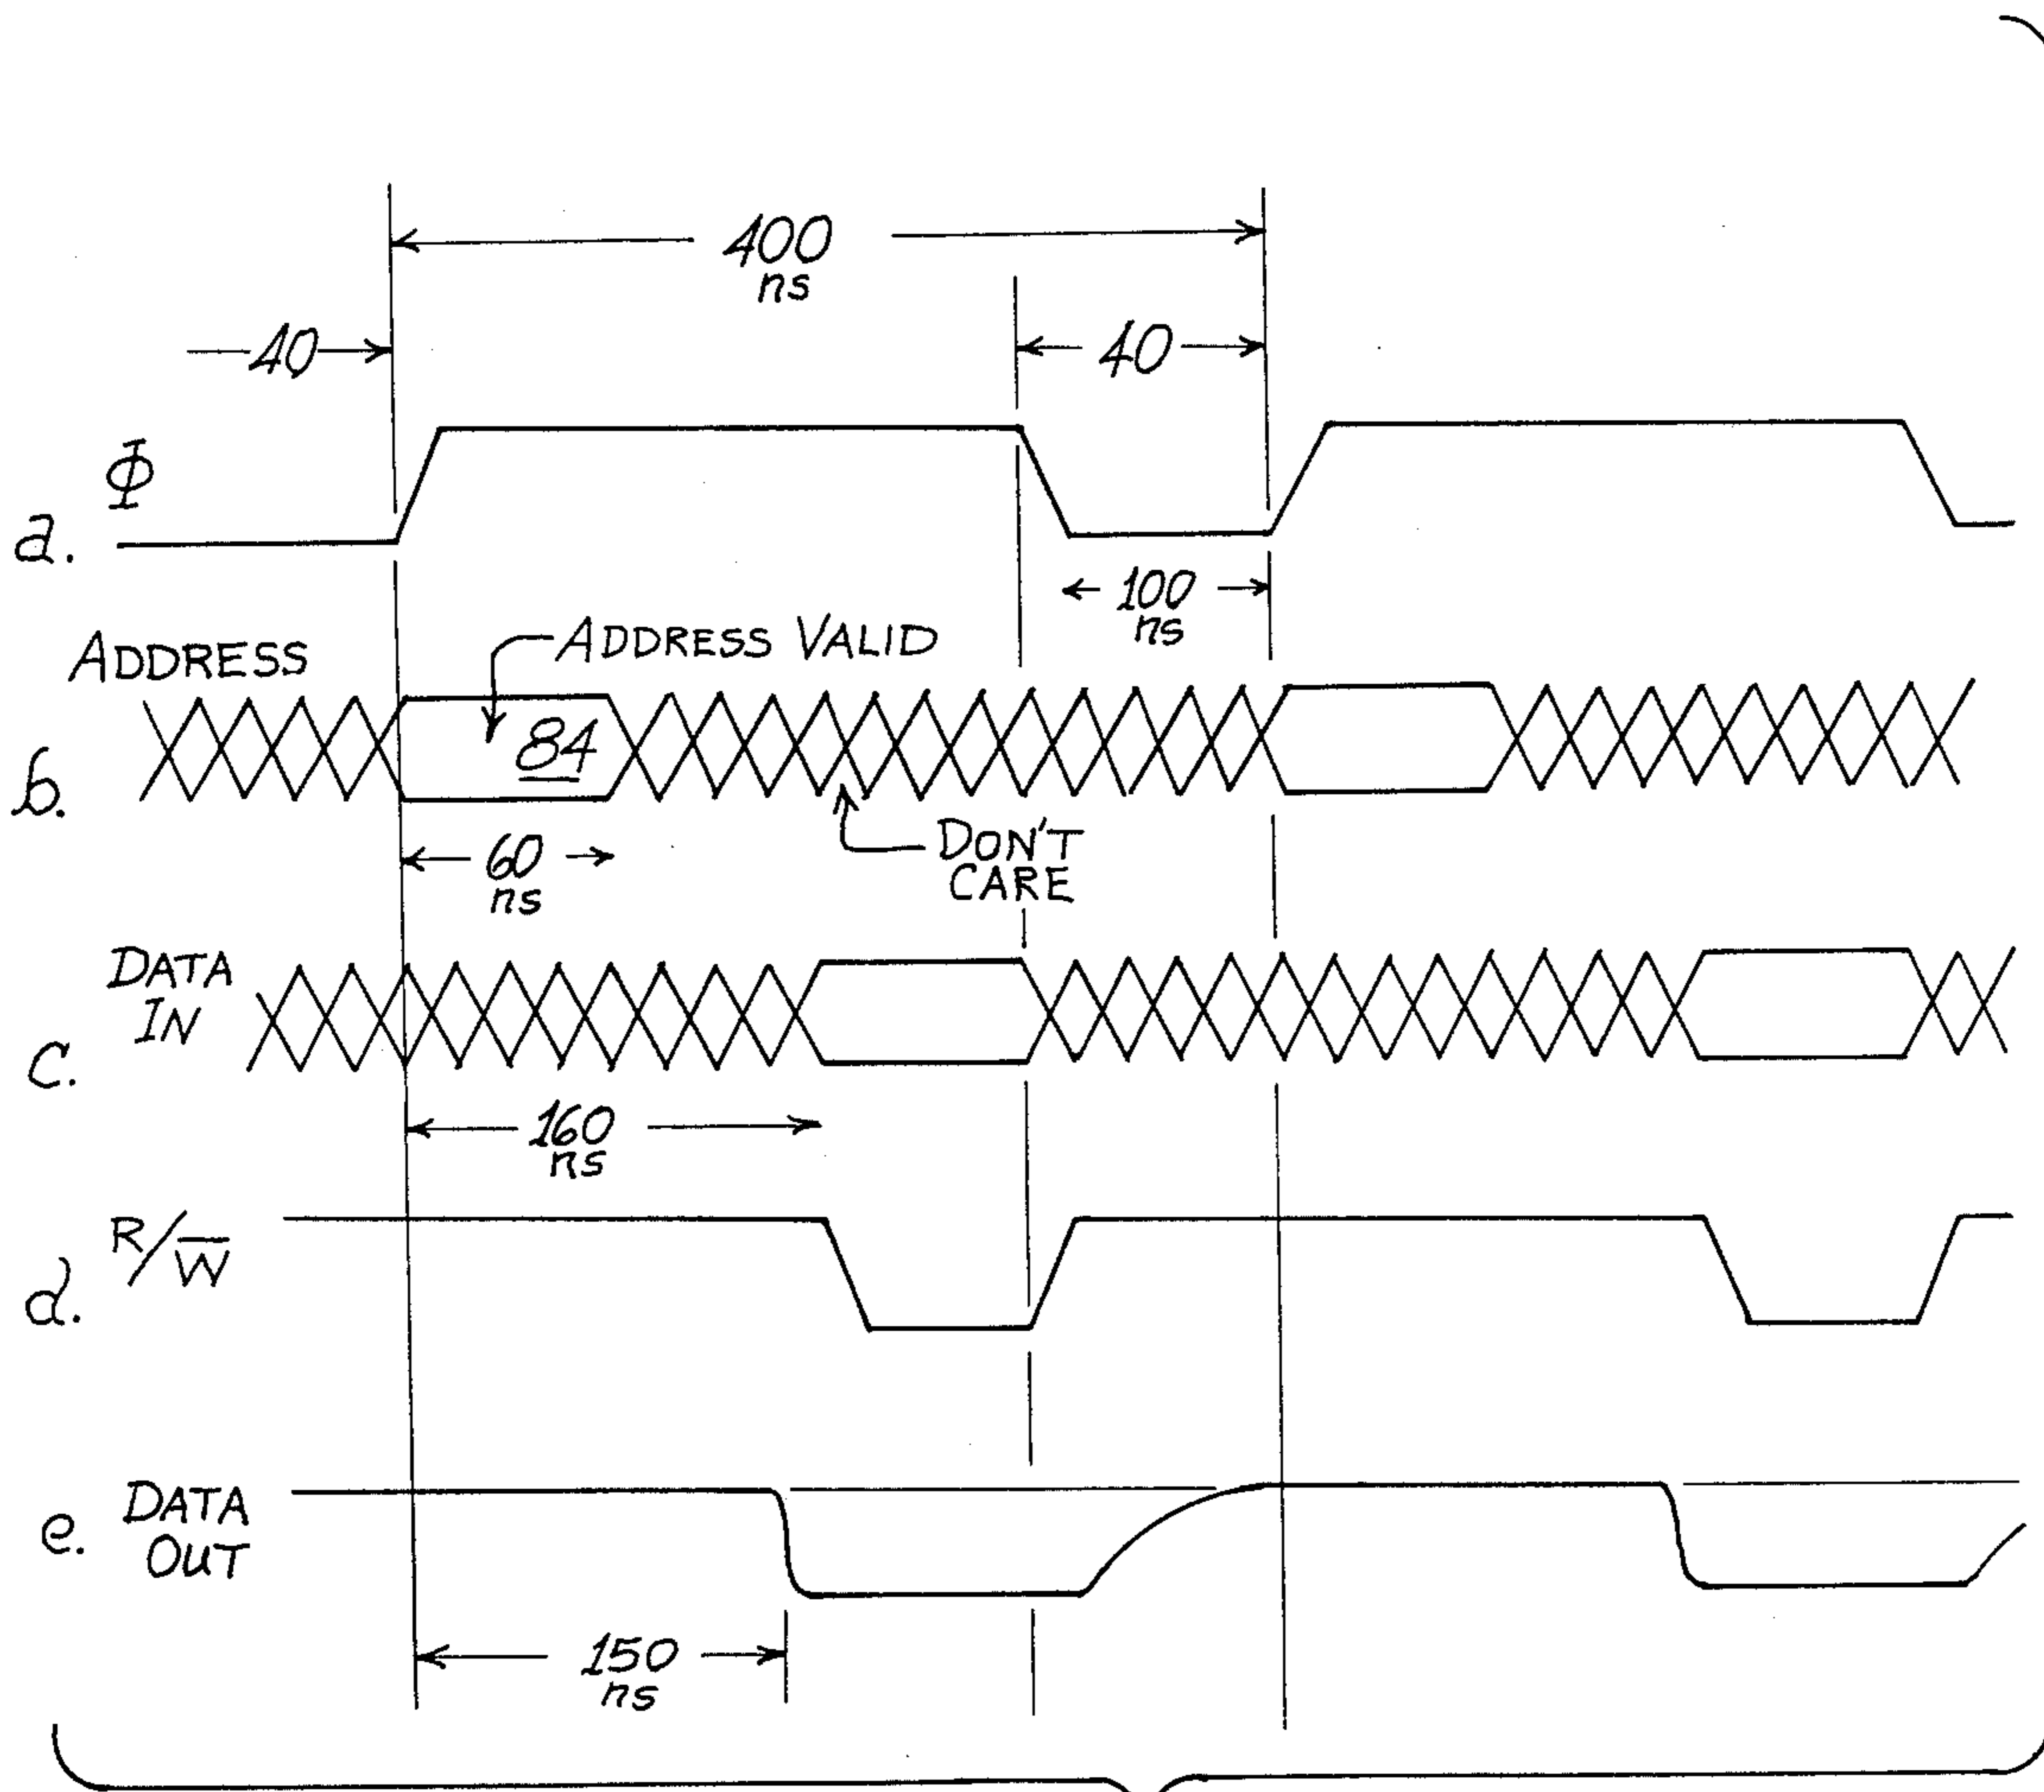 400
ns
40
40
Φ
a.
100
ns
ADDRESS
ADDRESS VALID
84
b.
60
ns
DON'T
CARE
DATA
IN
c.
160
ns
R/W̅
d.
DATA
OUT
e.
150
ns